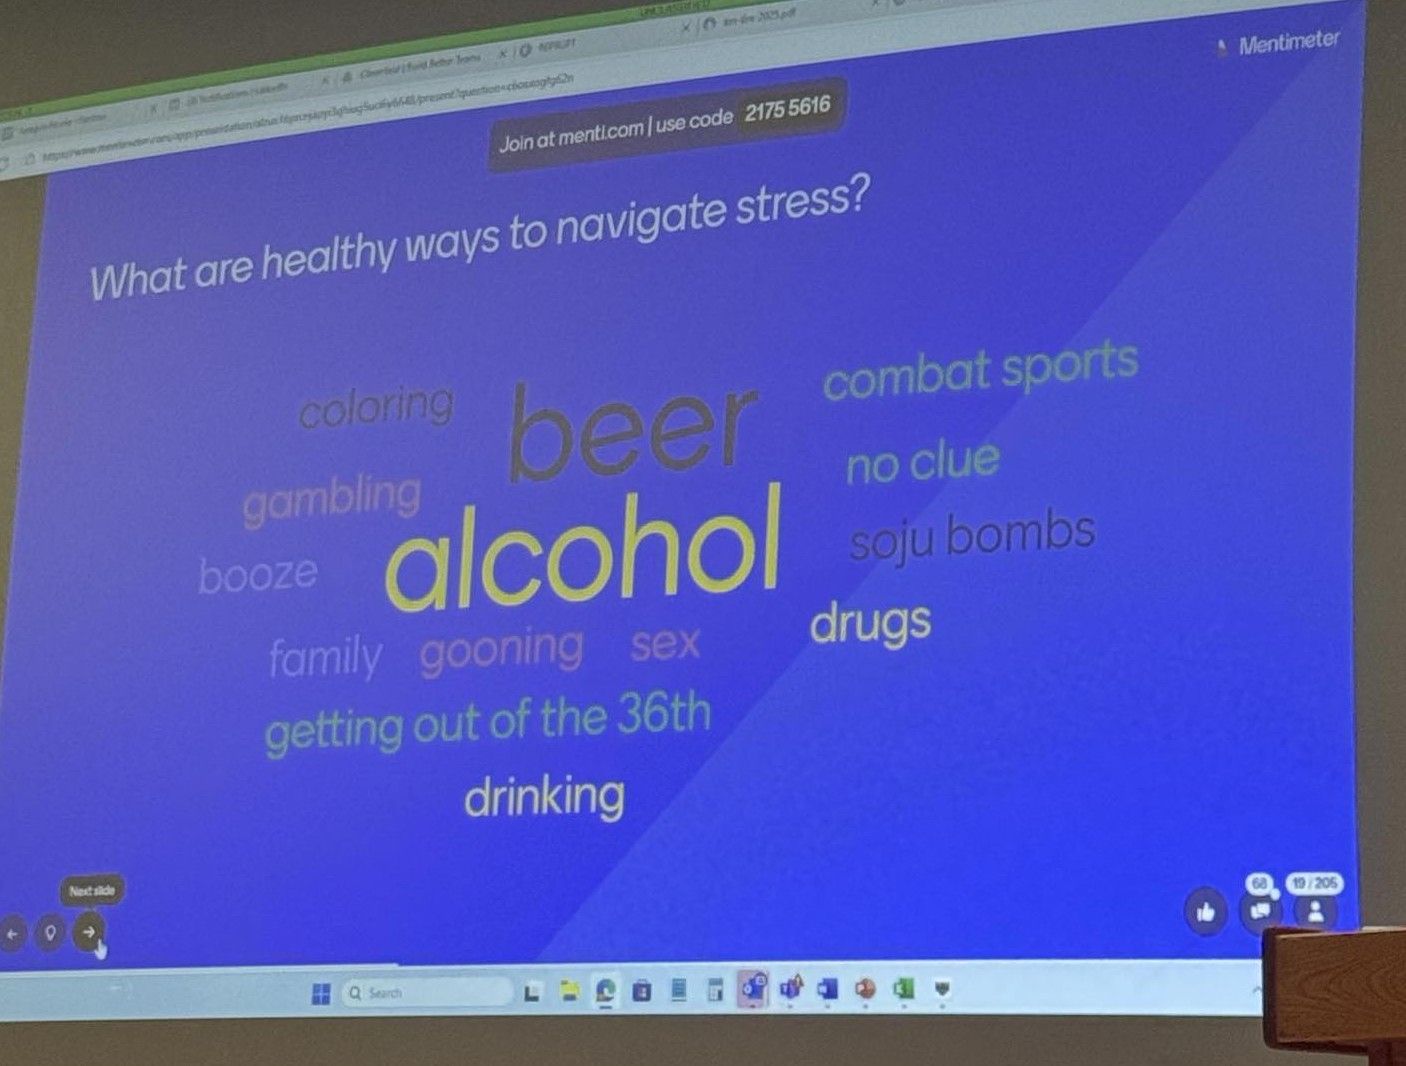 UNCLASSIFIED
Mentimeter
Join at menti.com | use code 2175 5616
What are healthy ways to navigate stress?
coloring
beer
combat sports
gambling
alcohol
no clue
booze
soju bombs
family
gooning
sex
drugs
getting out of the 36th
drinking
Next slide
68
19 / 205
Search